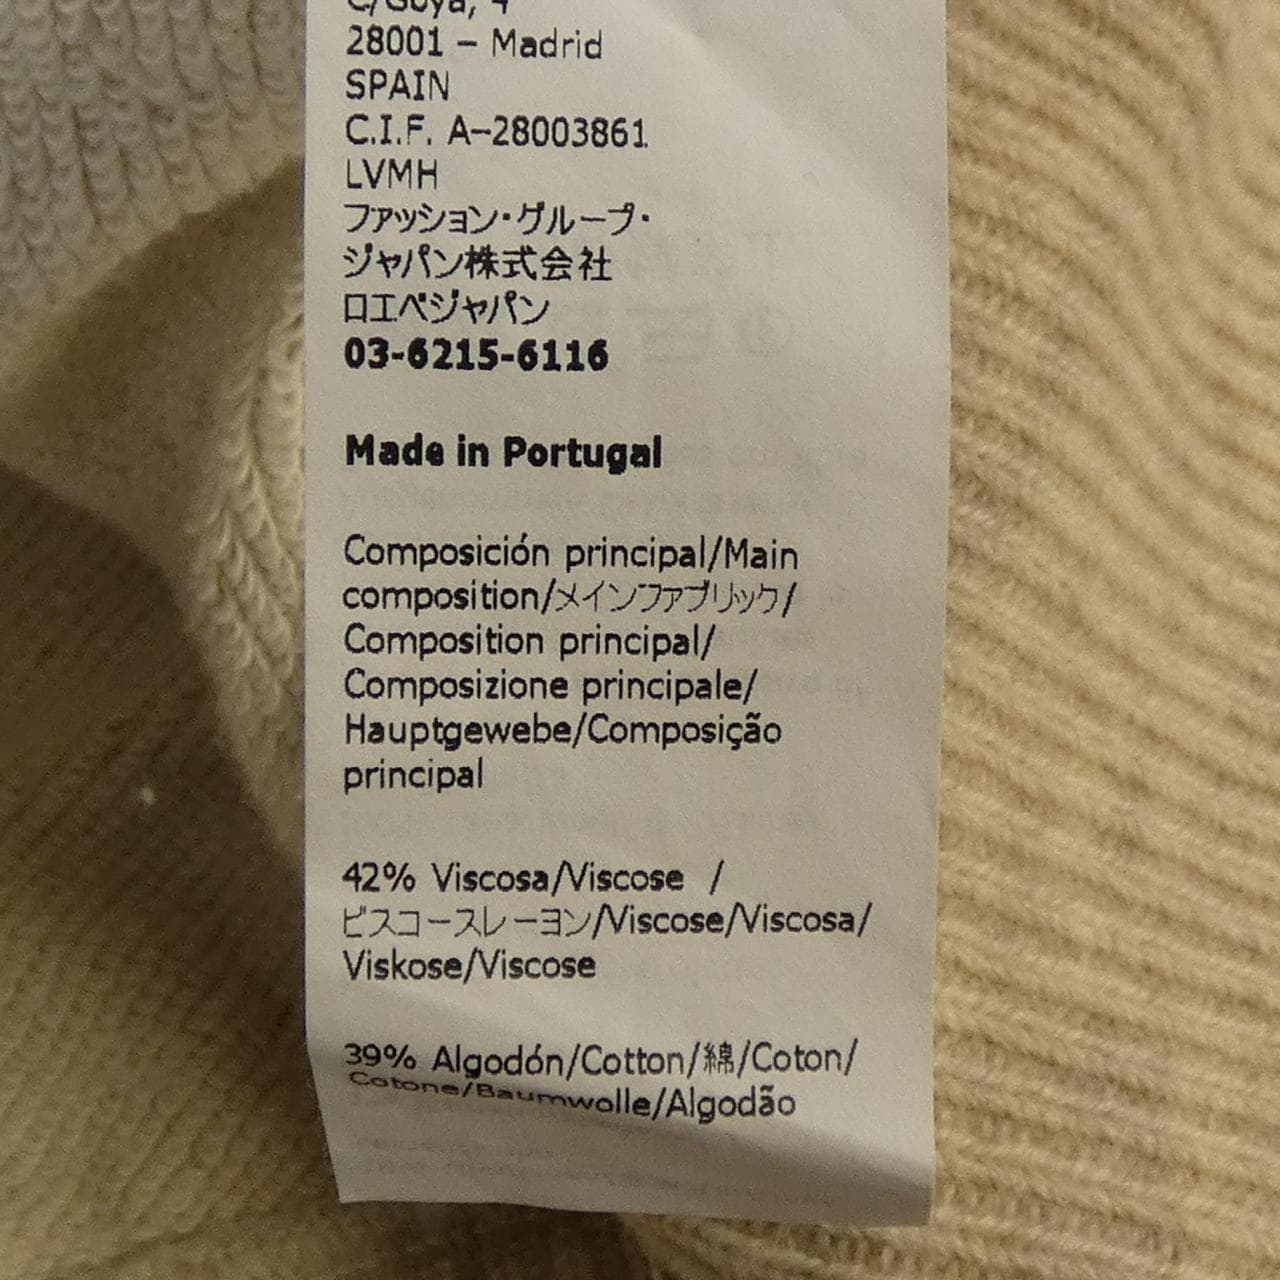 C/Goya, 4
28001 – Madrid
SPAIN
C.I.F. A–28003861
LVMH
ファッション・グループ・
ジャパン株式会社
ロエベジャパン
03-6215-6116
Made in Portugal
Composición principal/Main
composition/メインファブリック/
Composition principal/
Composizione principale/
Hauptgewebe/Composição
principal
42% Viscosa/Viscose /
ビスコースレーヨン/Viscose/Viscosa/
Viskose/Viscose
39% Algodón/Cotton/綿/Coton/
Cotone/Baumwolle/Algodão